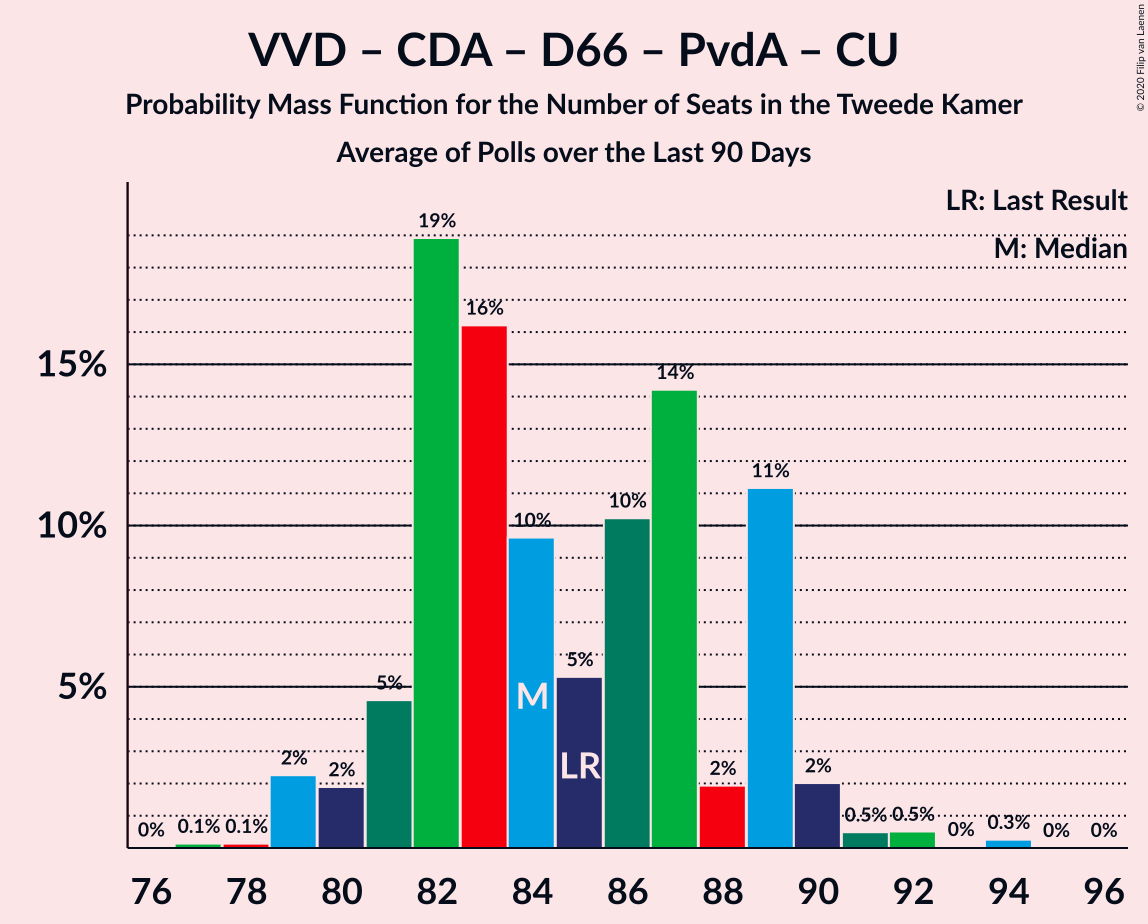 VVD – CDA – D66 – PvdA – CU
Probability Mass Function for the Number of Seats in the Tweede Kamer
Average of Polls over the Last 90 Days
© 2020 Filip van Laenen
LR: Last Result
M: Median
15%
10%
5%
0%
0.1%
0.1%
2%
2%
5%
19%
16%
10%
5%
10%
14%
2%
11%
2%
0.5%
0.5%
0%
0.3%
0%
0%
M
LR
76 78 80 82 84 86 88 90 92 94 96